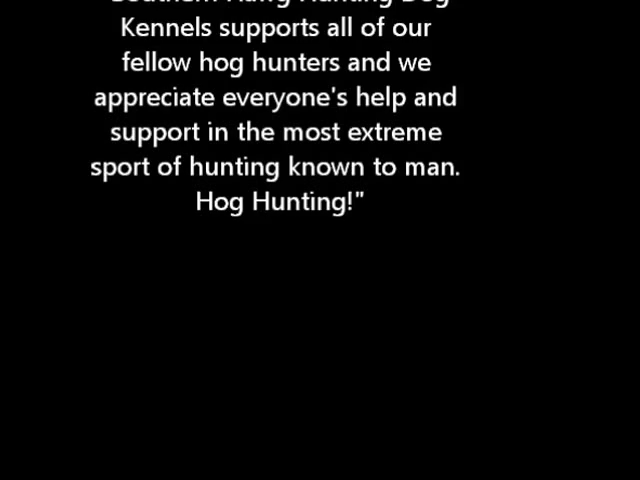 Southern Hawg Hunting Dog
Kennels supports all of our
fellow hog hunters and we
appreciate everyone's help and
support in the most extreme
sport of hunting known to man.
Hog Hunting!"